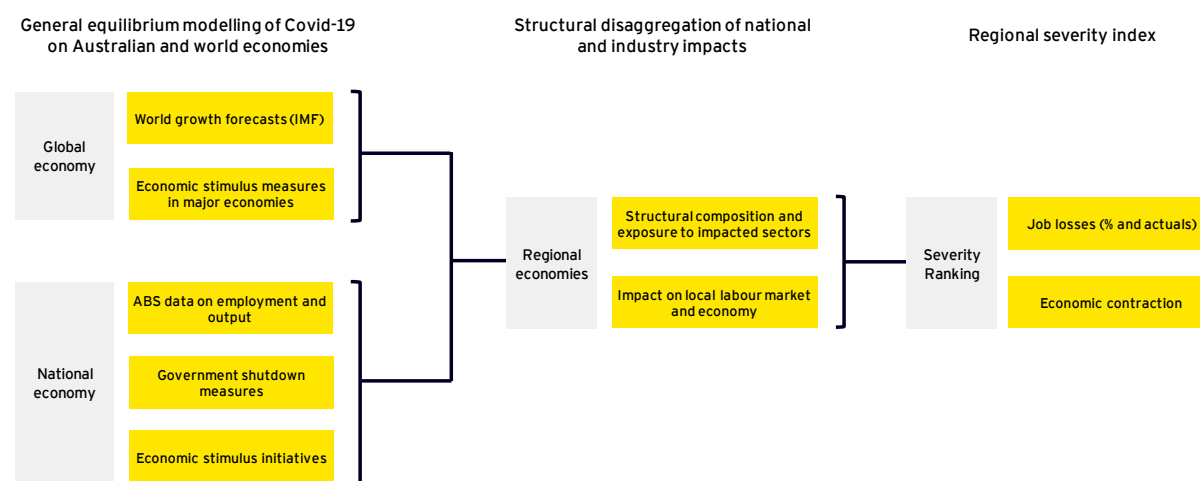 General equilibrium modelling of Covid-19
on Australian and world economies
Structural disaggregation of national
and industry impacts
Regional severity index
Global
economy
World growth forecasts (IMF)
Economic stimulus measures
in major economies
National
economy
ABS data on employment and
output
Government shutdown
measures
Economic stimulus initiatives
Regional
economies
Structural composition and
exposure to impacted sectors
Impact on local labour market
and economy
Severity
Ranking
Job losses (% and actuals)
Economic contraction